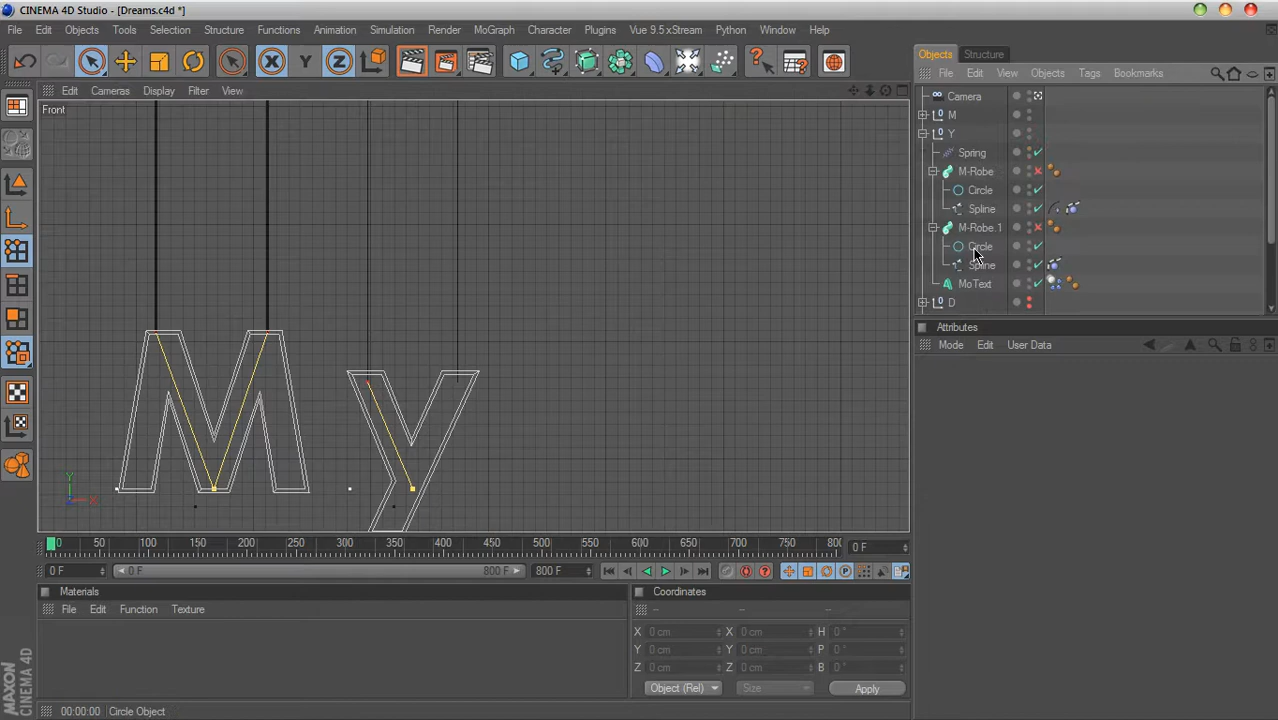 CINEMA 4D Studio - [Dreams.c4d *]
File Edit Objects Tools Selection Structure Functions Animation Simulation Render MoGraph Character Plugins Vue 9.5 xStream Python Window Help
X Y Z
Objects Structure
File Edit View Objects Tags Bookmarks
Edit Cameras Display Filter View
Front
Camera
M
Y
Spring
M-Robe
Circle
Spline
M-Robe.1
Circle
Spline
MoText
D
Attributes
Mode Edit User Data
M y
Y
0 50 100 150 200 250 300 350 400 450 500 550 600 650 700 750 800
0 F
0 F 0 F 800 F 800 F
Materials
File Edit Function Texture
Coordinates
-- -- --
X 0 cm X 0 cm H 0 °
Y 0 cm Y 0 cm P 0 °
Z 0 cm Z 0 cm B 0 °
Object (Rel) Size Apply
MAXON CINEMA 4D
00:00:00 Circle Object